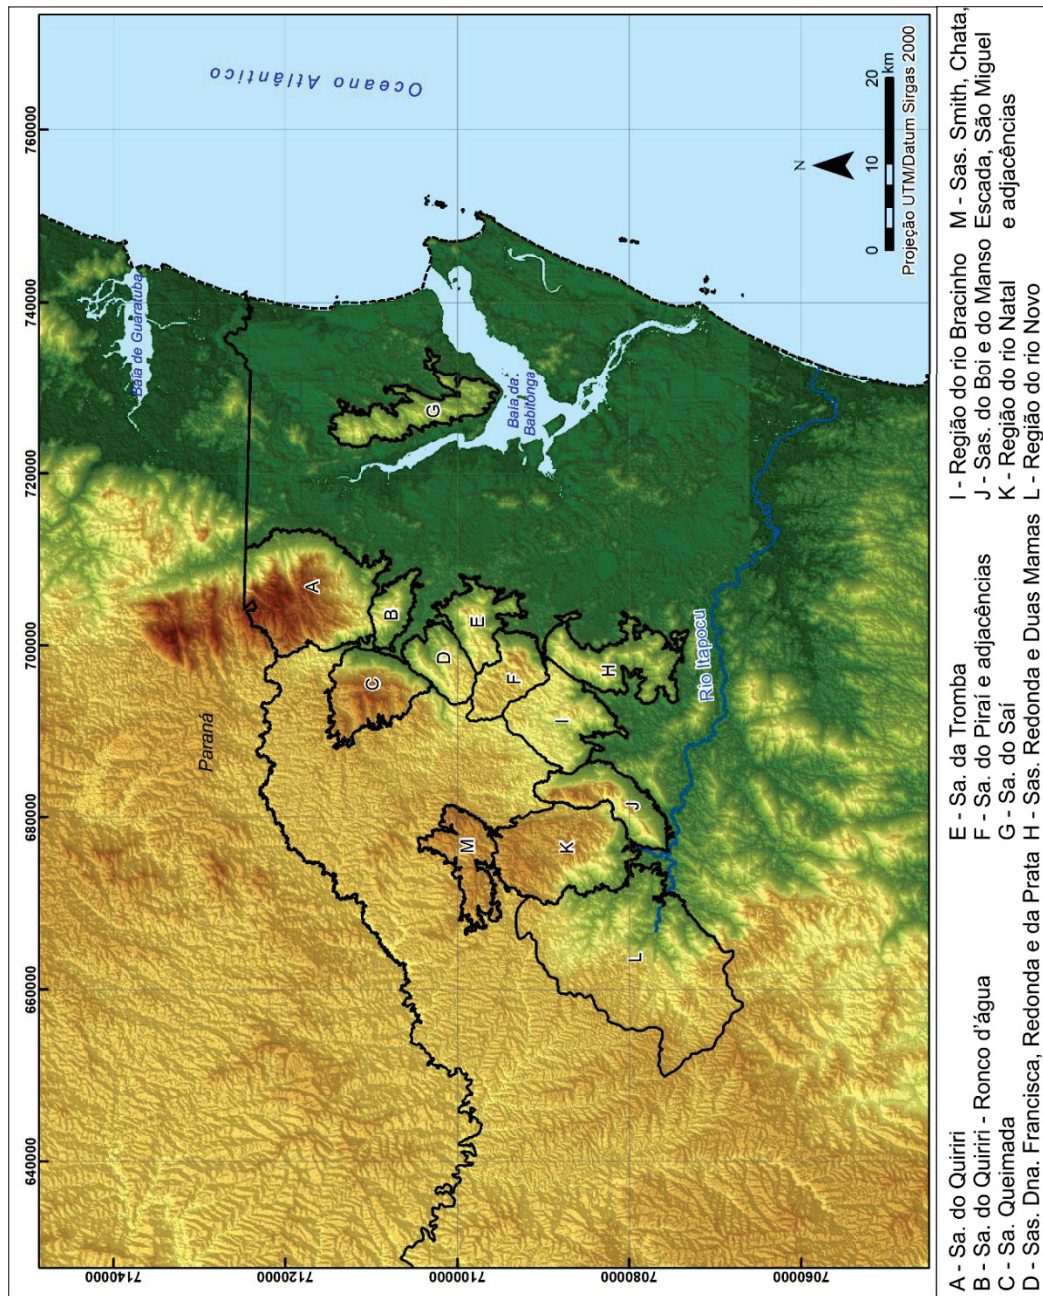 640000
660000
680000
700000
720000
740000
760000
7140000
7120000
7100000
7080000
7060000
Paraná
Baía de Guaratuba
Oceano Atlântico
A
B
C
D
E
F
G
H
I
J
K
L
M
Baía da
Babitonga
Rio Itapocu
N
0 10 20
km
Projeção UTM/Datum Sirgas 2000
A - Sa. do Quiriri
B - Sa. do Quiriri - Ronco d'água
C - Sa. Queimada
D - Sas. Dna. Francisca, Redonda e da Prata
E - Sa. da Tromba
F - Sa. do Piraí e adjacências
G - Sa. do Saí
H - Sas. Redonda e Duas Mamas
I - Região do rio Bracinho
J - Sas. do Boi e do Manso
K - Região do rio Natal
L - Região do rio Novo
M - Sas. Smith, Chata,
Escada, São Miguel
e adjacências